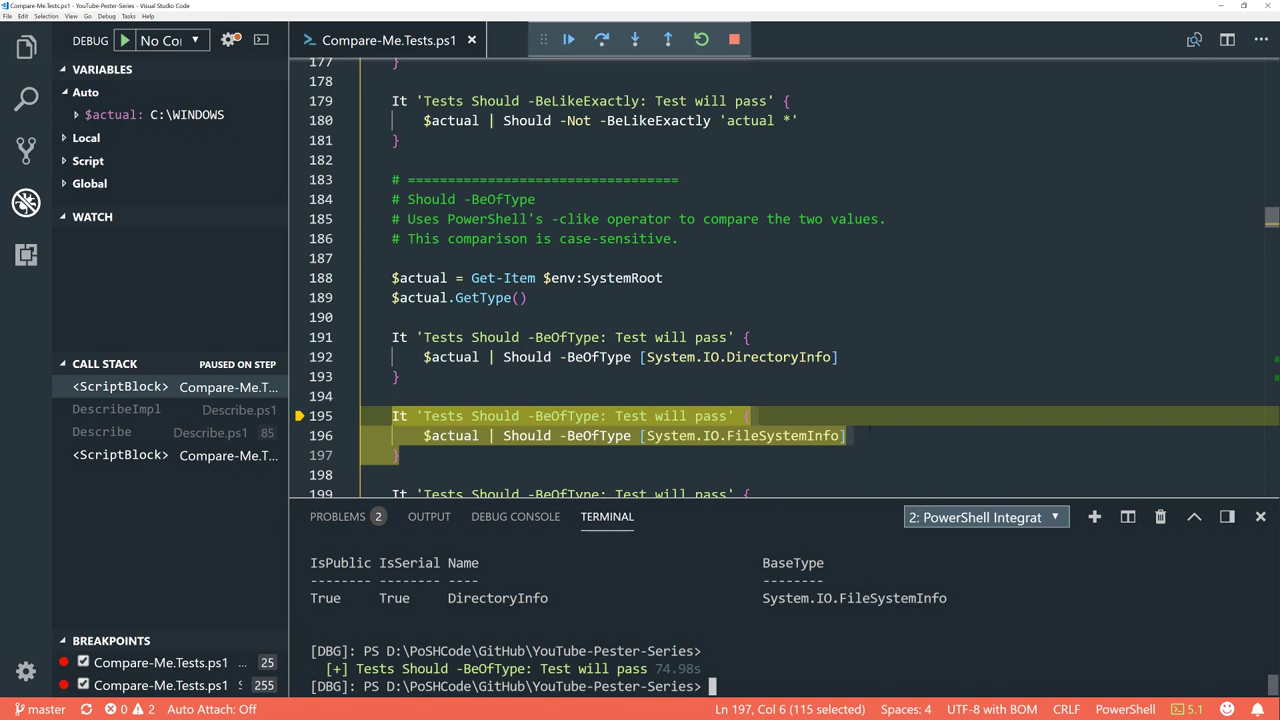 Compare-Me.Tests.ps1 - YouTube-Pester-Series - Visual Studio Code
File Edit Selection View Go Debug Tasks Help
DEBUG No Co
Compare-Me.Tests.ps1
VARIABLES
Auto
$actual: C:\WINDOWS
Local
Script
Global
WATCH
CALL STACK PAUSED ON STEP
<ScriptBlock> Compare-Me.T...
DescribeImpl Describe.ps1
Describe Describe.ps1 85
<ScriptBlock> Compare-Me.T...
BREAKPOINTS
Compare-Me.Tests.ps1 ... 25
Compare-Me.Tests.ps1 255
177 }
178
179 It 'Tests Should -BeLikeExactly: Test will pass' {
180 $actual | Should -Not -BeLikeExactly 'actual *'
181 }
182
183 # ==================================
184 # Should -BeOfType
185 # Uses PowerShell's -clike operator to compare the two values.
186 # This comparison is case-sensitive.
187
188 $actual = Get-Item $env:SystemRoot
189 $actual.GetType()
190
191 It 'Tests Should -BeOfType: Test will pass' {
192 $actual | Should -BeOfType [System.IO.DirectoryInfo]
193 }
194
195 It 'Tests Should -BeOfType: Test will pass' {
196 $actual | Should -BeOfType [System.IO.FileSystemInfo]
197 }
198
199 It 'Tests Should -BeOfType: Test will pass' {
PROBLEMS 2 OUTPUT DEBUG CONSOLE TERMINAL 2: PowerShell Integrat
IsPublic IsSerial Name BaseType
-------- -------- ---- --------
True True DirectoryInfo System.IO.FileSystemInfo
[DBG]: PS D:\PoSHCode\GitHub\YouTube-Pester-Series>
[+] Tests Should -BeOfType: Test will pass 74.98s
[DBG]: PS D:\PoSHCode\GitHub\YouTube-Pester-Series>
master 0 2 Auto Attach: Off Ln 197, Col 6 (115 selected) Spaces: 4 UTF-8 with BOM CRLF PowerShell 5.1